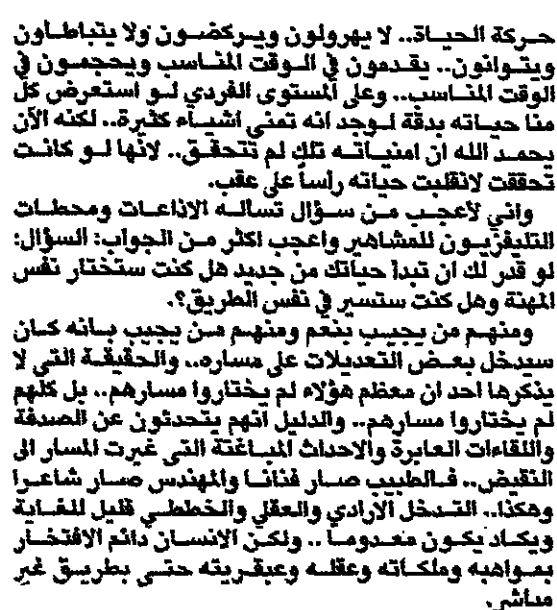 حركة الحياة.. لا يهرولون ويركضون ولا يتباطاون
ويتوانون.. يقدمون في الوقت المناسب ويحجمون في
الوقت المناسب.. وعلى المستوى الفردي لو استعرض كل
منا حياته بدقة لوجد انه تمنى اشياء كثيرة.. لكنه الآن
يحمد الله ان امنياته تلك لم تتحقق.. لانها لو كانت
تحققت لانقلبت حياته رأساً على عقب.
واني لأعجب من سؤال تساله الاذاعات ومحطات
التليفزيون للمشاهير واعجب اكثر من الجواب: السؤال:
لو قدر لك ان تبدأ حياتك من جديد هل كنت ستختار نفس
المهنة وهل كنت ستسير في نفس الطريق؟.
ومنهم من يجيب بنعم ومنهم من يجيب بانه كان
سيدخل بعض التعديلات على مساره.. والحقيقة التي لا
يذكرها احد ان معظم هؤلاء لم يختاروا مسارهم.. بل كلهم
لم يختاروا مسارهم.. والدليل أنهم يتحدثون عن الصدفة
واللقاءات العابرة والاحداث المباغتة التي غيرت المسار الى
النقيض.. فالطبيب صار فنانا والمهندس صار شاعرا
وهكذا.. التدخل الارادي والعقلي والخططي قليل للغاية
ويكاد يكون معدوما .. ولكن الانسان دائم الافتخار
بمواهبه وملكاته وعقله وعبقريته حتى بطريق غير
مباشر.